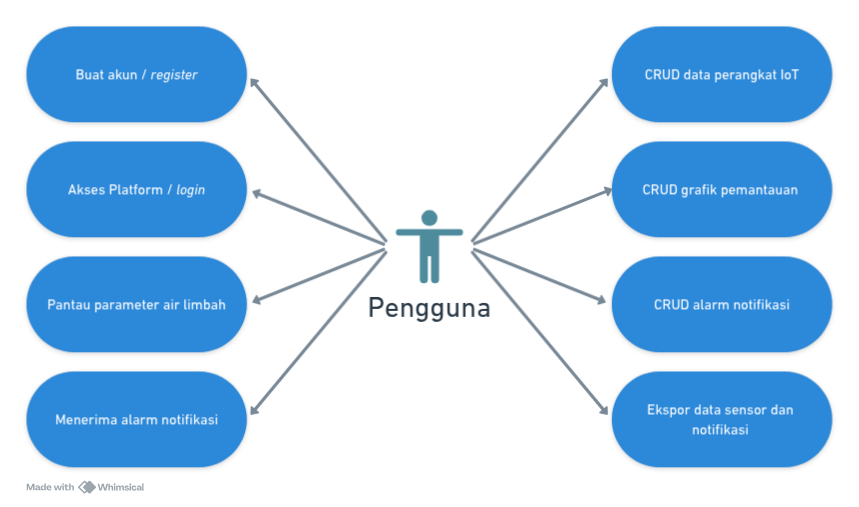 Buat akun / register
Akses Platform / login
Pantau parameter air limbah
Menerima alarm notifikasi
Pengguna
CRUD data perangkat IoT
CRUD grafik pemantauan
CRUD alarm notifikasi
Ekspor data sensor dan
notifikasi
Made with Whimsical